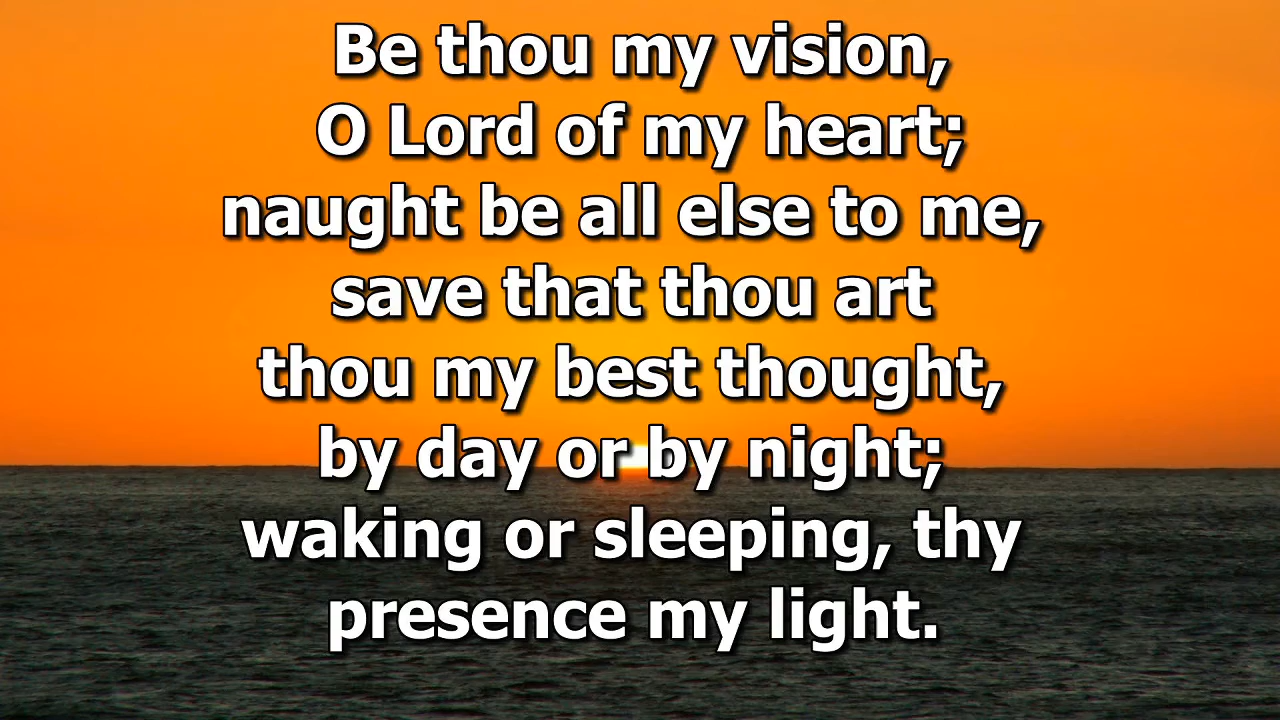 Be thou my vision,
O Lord of my heart;
naught be all else to me,
save that thou art
thou my best thought,
by day or by night;
waking or sleeping, thy
presence my light.